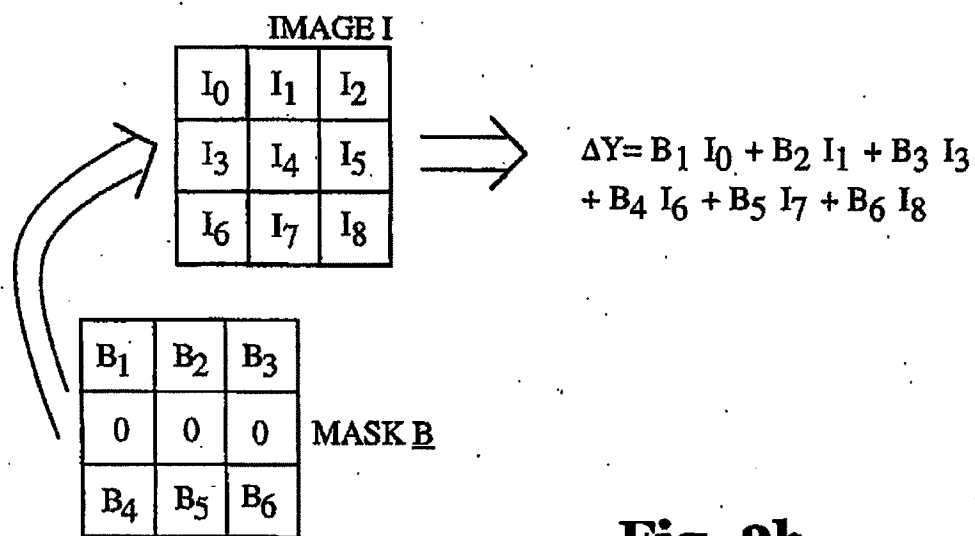 IMAGE I
I0 I1 I2
I3 I4 I5
I6 I7 I8
ΔY= B1 I0 + B2 I1 + B3 I3
+ B4 I6 + B5 I7 + B6 I8
B1 B2 B3
0 0 0 MASK B
B4 B5 B6